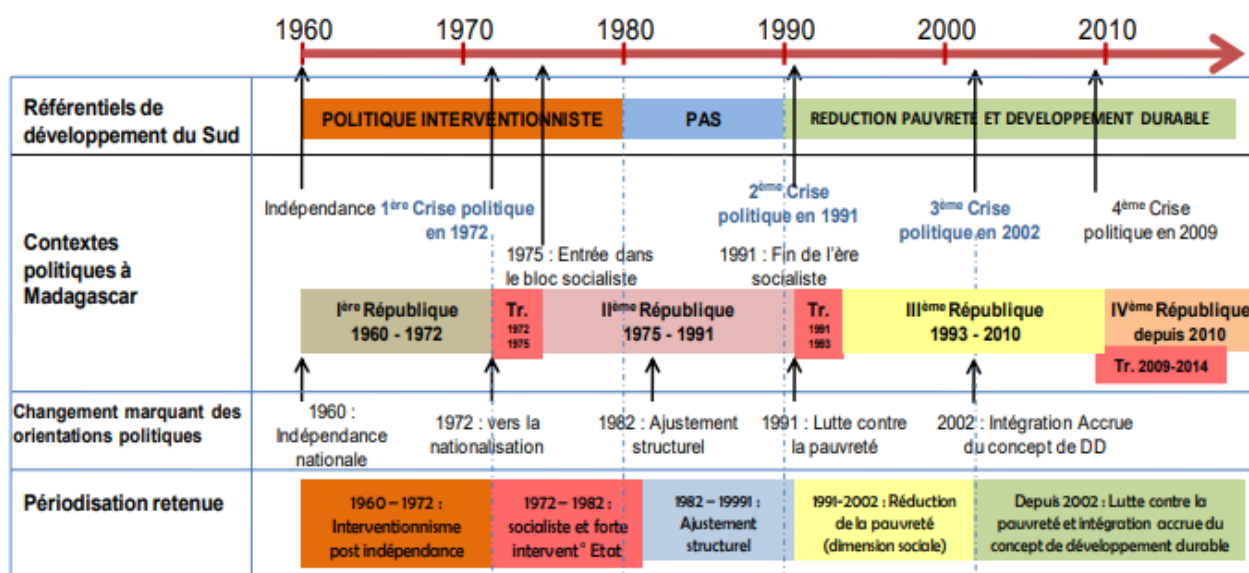 1960 1970 1980 1990 2000 2010
Référentiels de
développement du Sud
POLITIQUE INTERVENTIONNISTE
PAS
REDUCTION PAUVRETE ET DEVELOPPEMENT DURABLE
Contextes
politiques à
Madagascar
Indépendance
1ère Crise politique
en 1972
1975 : Entrée dans
le bloc socialiste
2ème Crise
politique en 1991
1991 : Fin de l'ère
socialiste
3ème Crise
politique en 2002
4ème Crise
politique en 2009
Ière République
1960 - 1972
Tr.
1972
1975
IIème République
1975 - 1991
Tr.
1991
1993
IIIème République
1993 - 2010
IVème République
depuis 2010
Tr. 2009-2014
Changement marquant des
orientations politiques
1960 :
Indépendance
nationale
1972 : vers la
nationalisation
1982 : Ajustement
structurel
1991 : Lutte contre
la pauvreté
2002 : Intégration Accrue
du concept de DD
Périodisation retenue
1960 – 1972 :
Interventionnisme
post indépendance
1972 – 1982 :
socialiste et forte
intervent° Etat
1982 – 19991 :
Ajustement
structurel
1991-2002 : Réduction
de la pauvreté
(dimension sociale)
Depuis 2002 : Lutte contre la
pauvreté et intégration accrue du
concept de développement durable